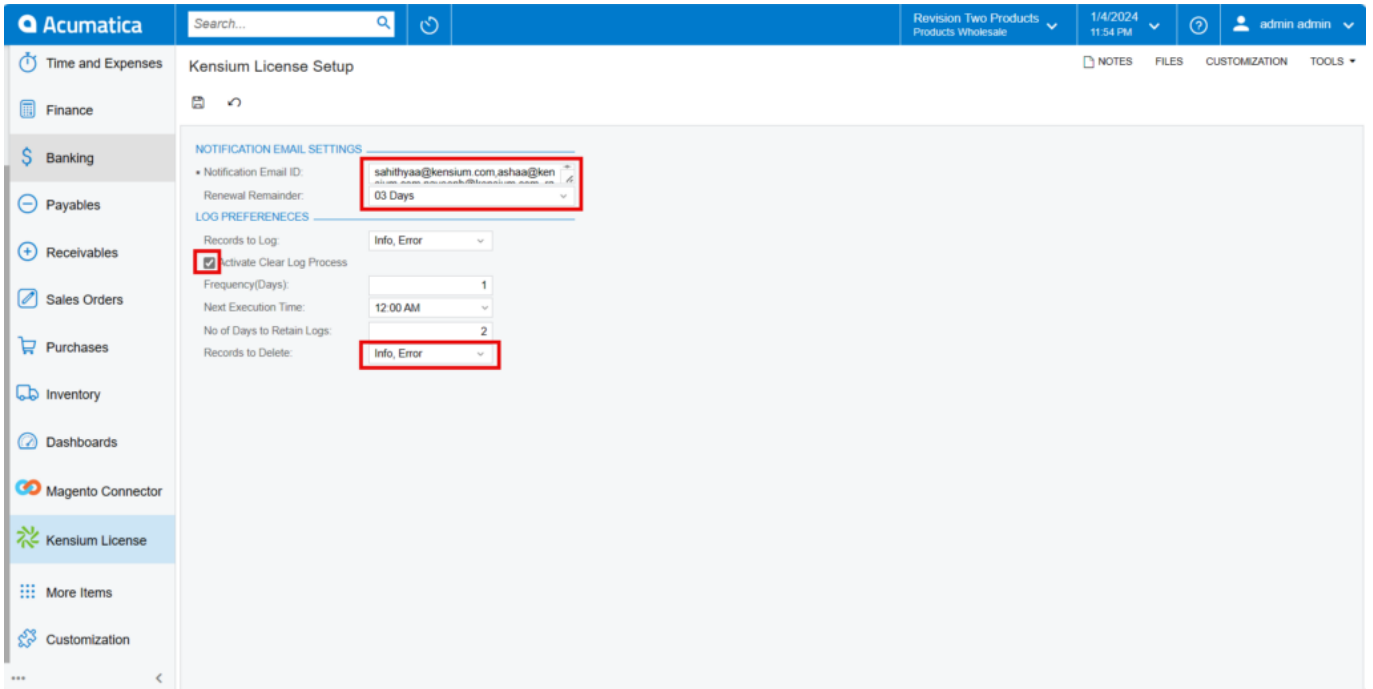 Acumatica
Search...
Revision Two Products
Products Wholesale
1/4/2024
11:54 PM
admin admin
Time and Expenses
Finance
Banking
Payables
Receivables
Sales Orders
Purchases
Inventory
Dashboards
Magento Connector
Kensium License
More Items
Customization
Kensium License Setup
NOTES FILES CUSTOMIZATION TOOLS
NOTIFICATION EMAIL SETTINGS
Notification Email ID: sahithyaa@kensium.com,ashaa@ken
Renewal Remainder: 03 Days
LOG PREFERENECES
Records to Log: Info, Error
Activate Clear Log Process
Frequency(Days): 1
Next Execution Time: 12:00 AM
No of Days to Retain Logs: 2
Records to Delete: Info, Error